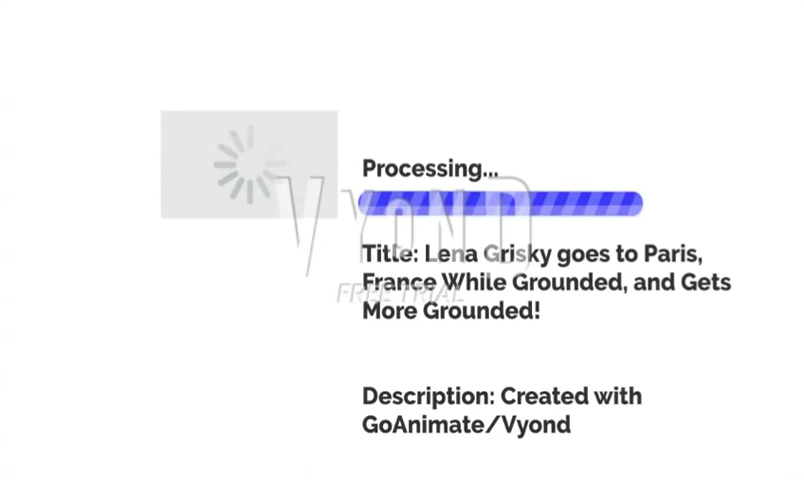 Processing...
VYOND
FREE TRIAL
Title: Lena Grisky goes to Paris,
France While Grounded, and Gets
More Grounded!
Description: Created with
GoAnimate/Vyond